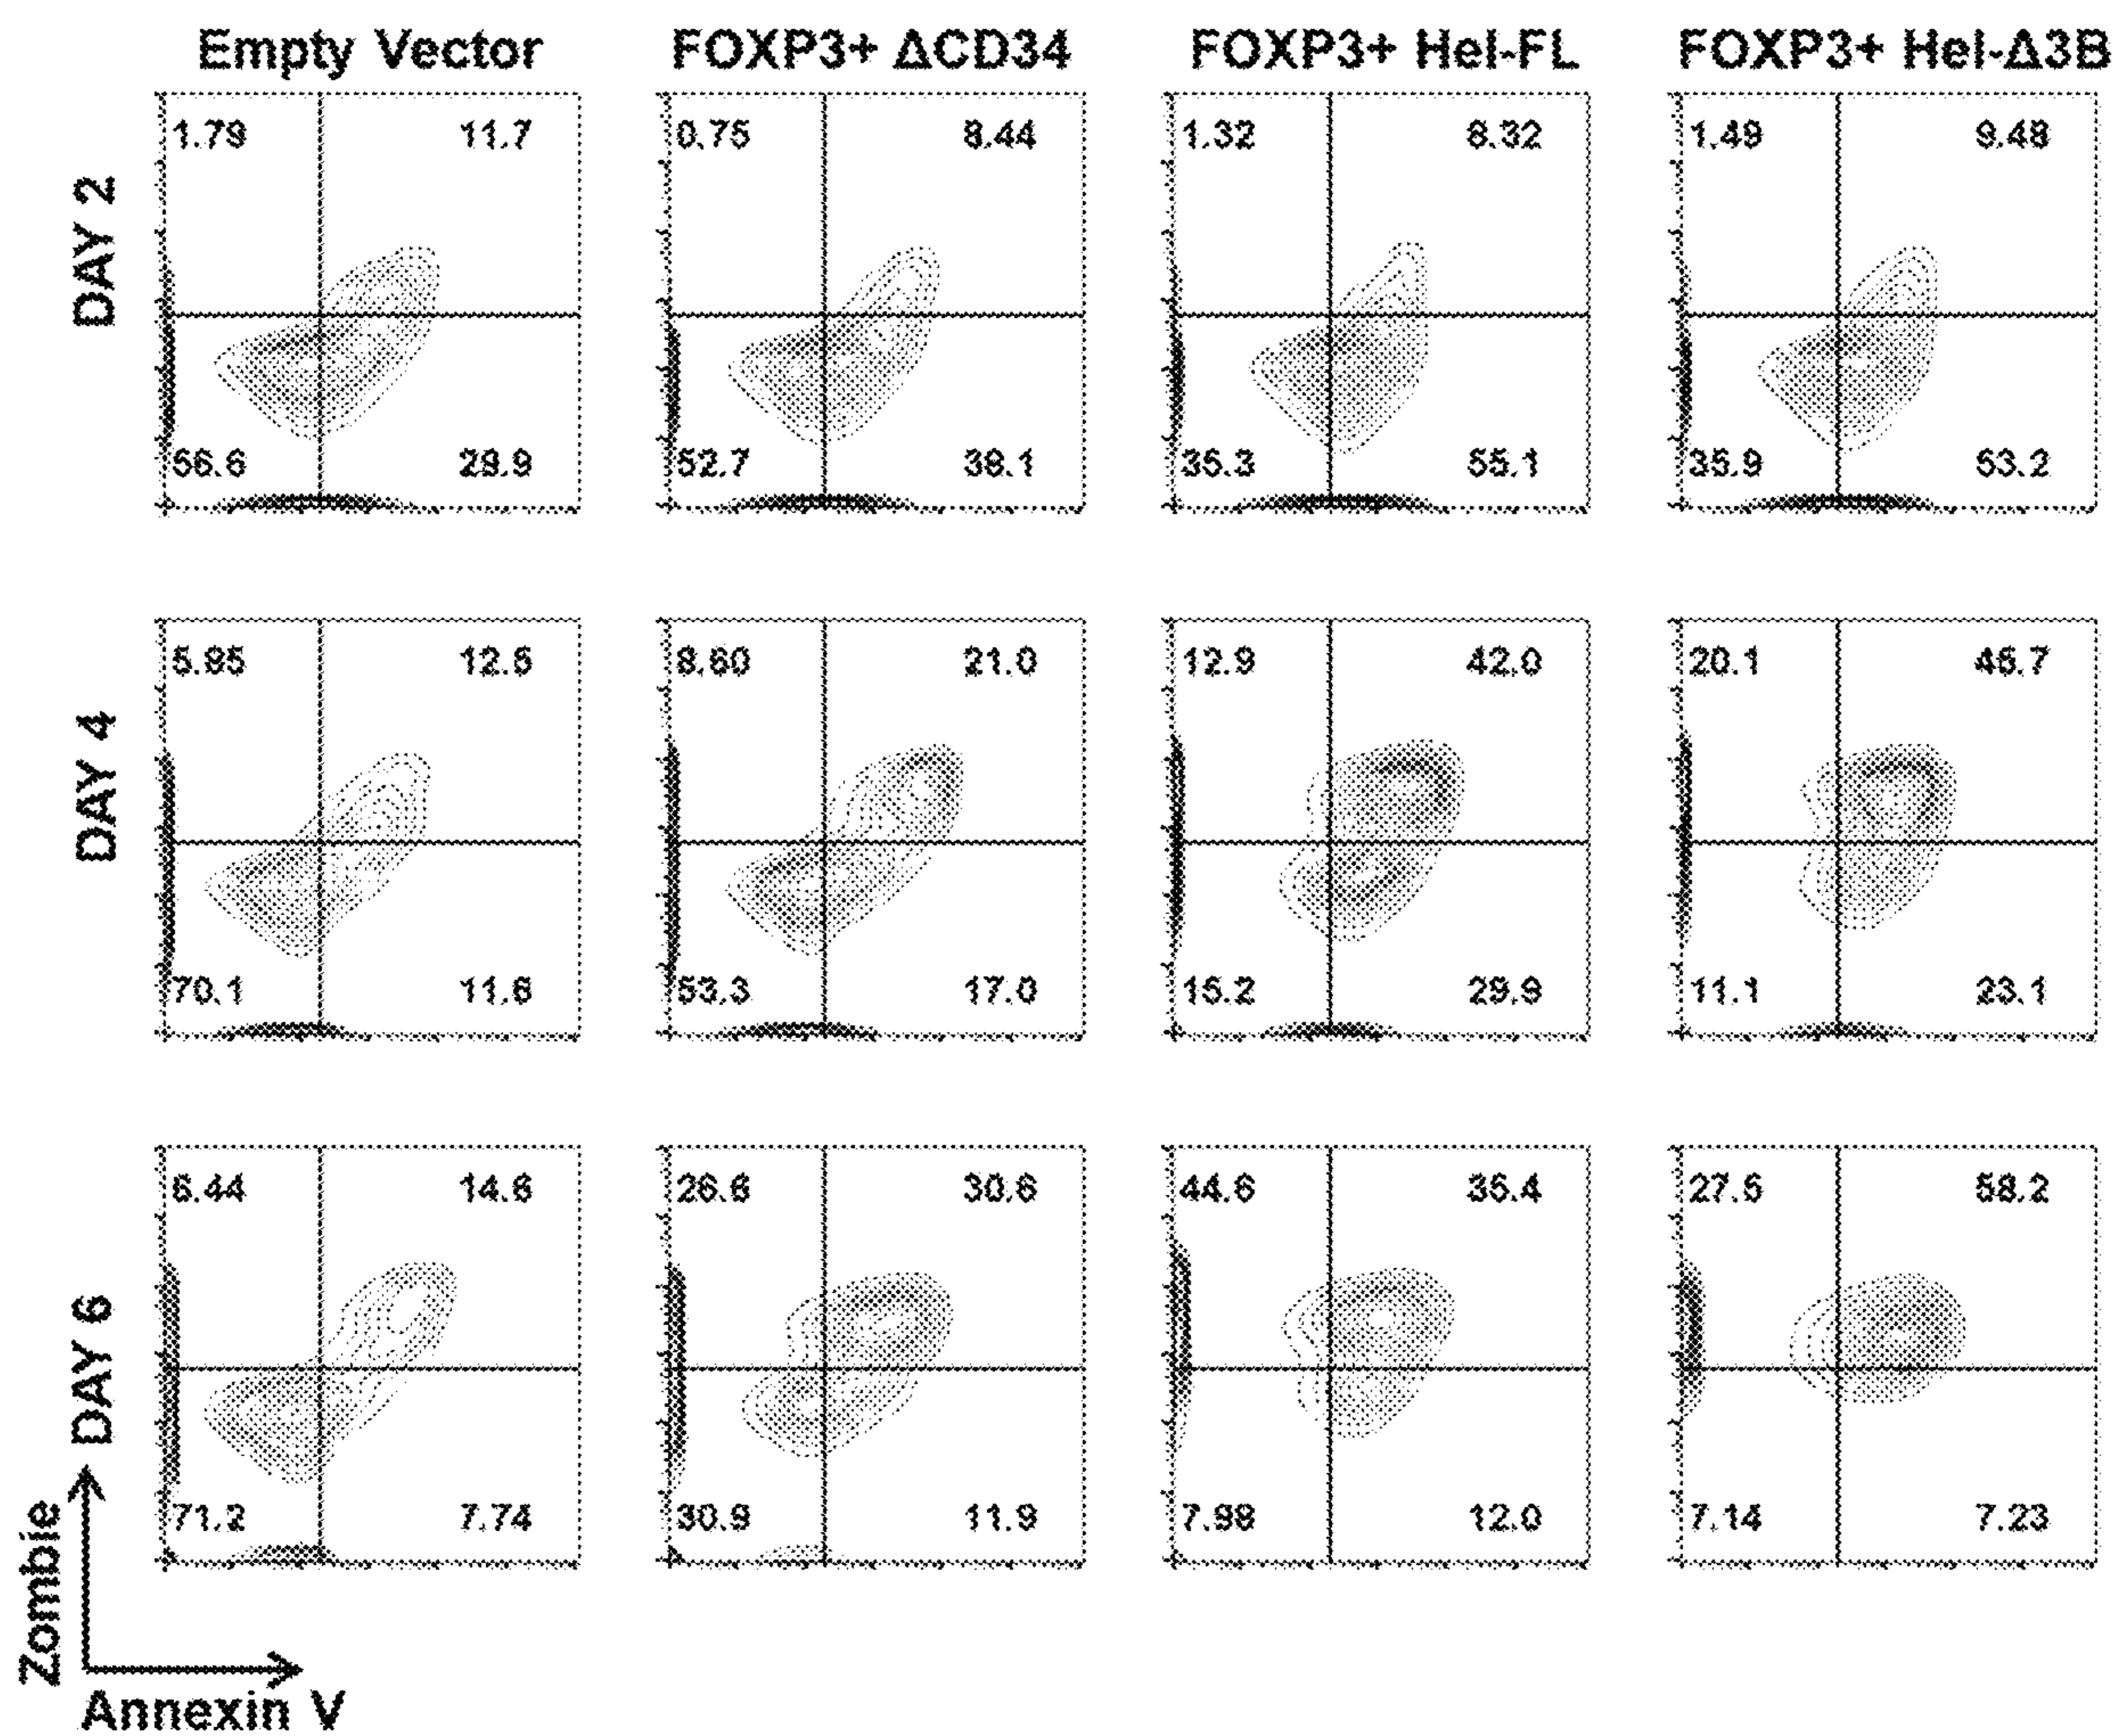 Empty Vector FOXP3+ ΔCD34 FOXP3+ Hel-FL FOXP3+ Hel-Δ3B
DAY 2
1.79 11.7 0.75 8.44 1.32 8.32 1.49 9.48
56.6 29.9 52.7 38.1 35.3 55.1 35.9 53.2
DAY 4
5.85 12.5 8.60 21.0 12.9 42.0 20.1 45.7
70.1 11.6 53.3 17.0 15.2 29.9 11.1 23.1
DAY 6
6.44 14.6 26.6 30.6 44.6 35.4 27.5 58.2
71.2 7.74 30.9 11.9 7.98 12.0 7.14 7.23
Zombie
Annexin V